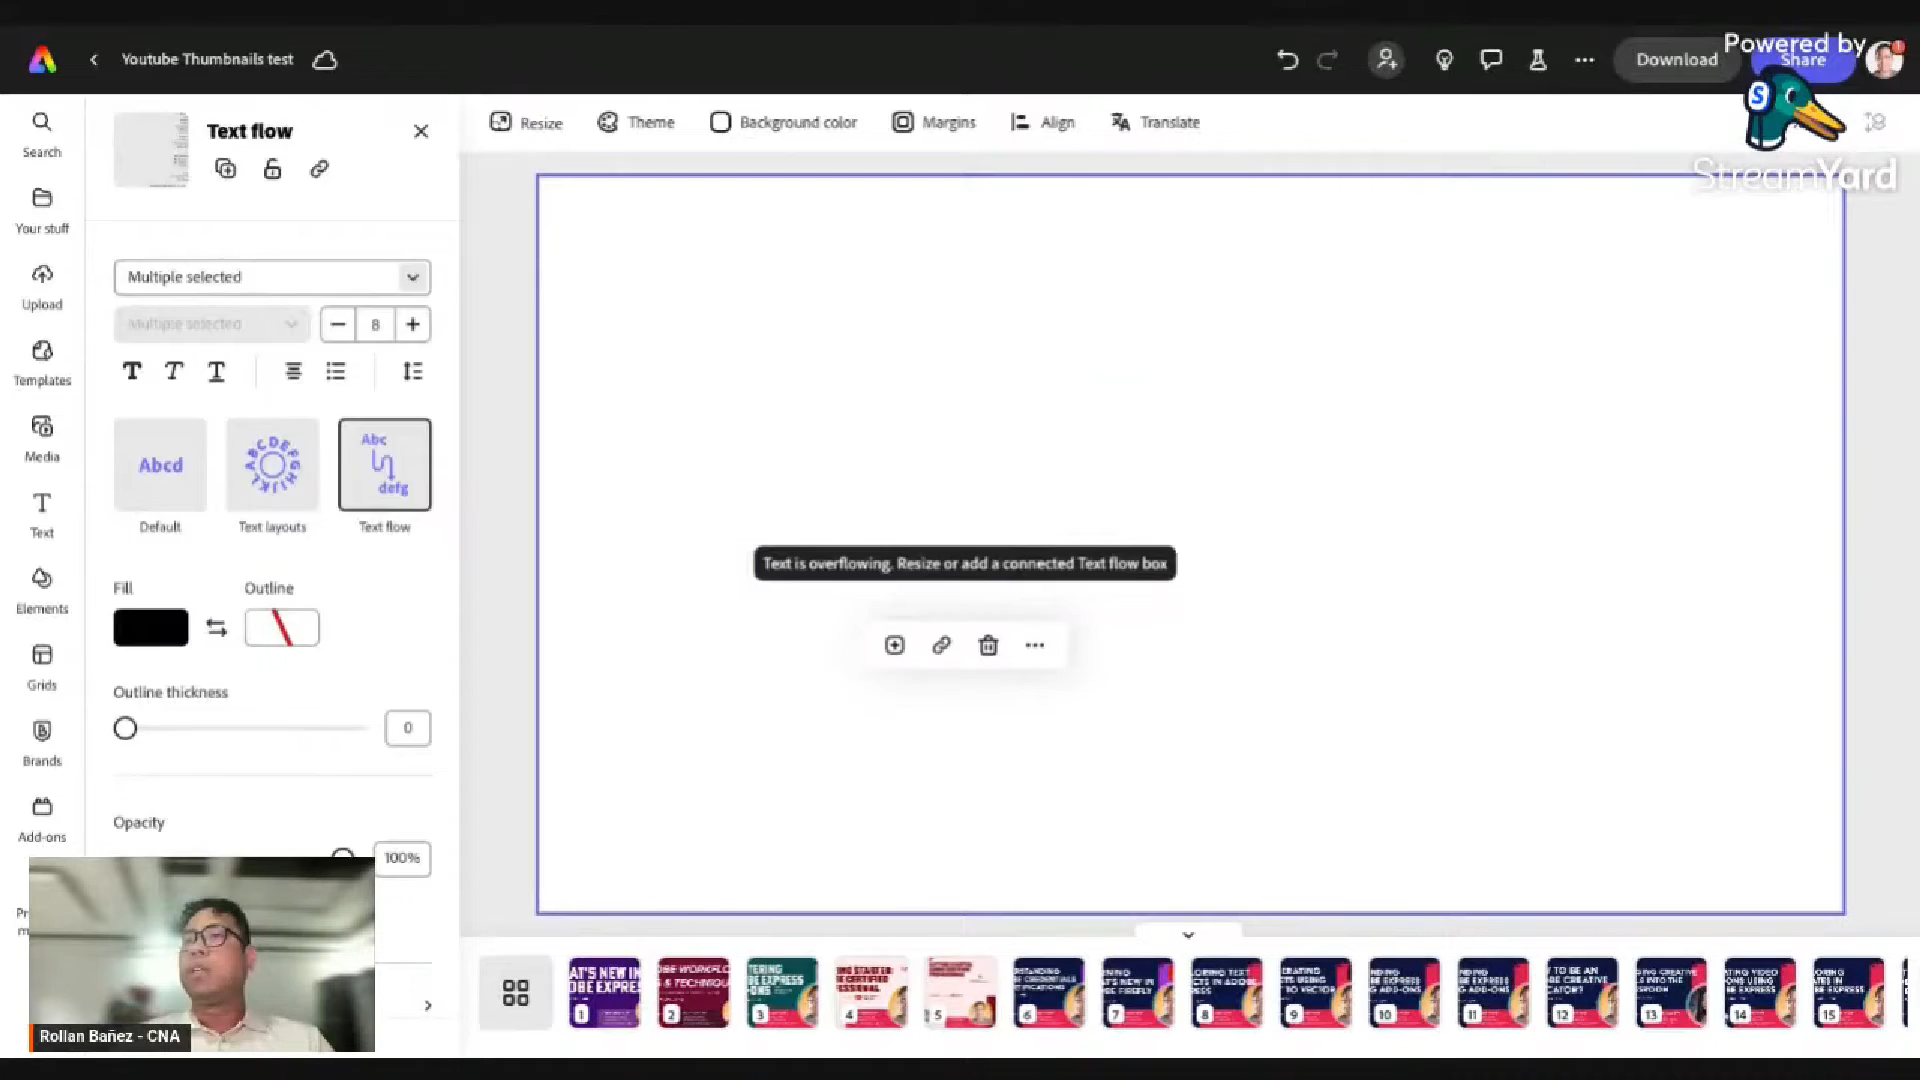 Youtube Thumbnails test
Download
Share
Powered by
StreamYard
S
Search
Your stuff
Upload
Templates
Media
Text
Elements
Grids
Brands
Add-ons
Text flow
Multiple selected
Multiple selected
8
Abcd
Default
Text layouts
Abc
defg
Text flow
Fill
Outline
Outline thickness
0
Opacity
100%
Resize
Theme
Background color
Margins
Align
Translate
Text is overflowing. Resize or add a connected Text flow box
Rollan Bañez - CNA
1
2
3
4
5
6
7
8
9
10
11
12
13
14
15